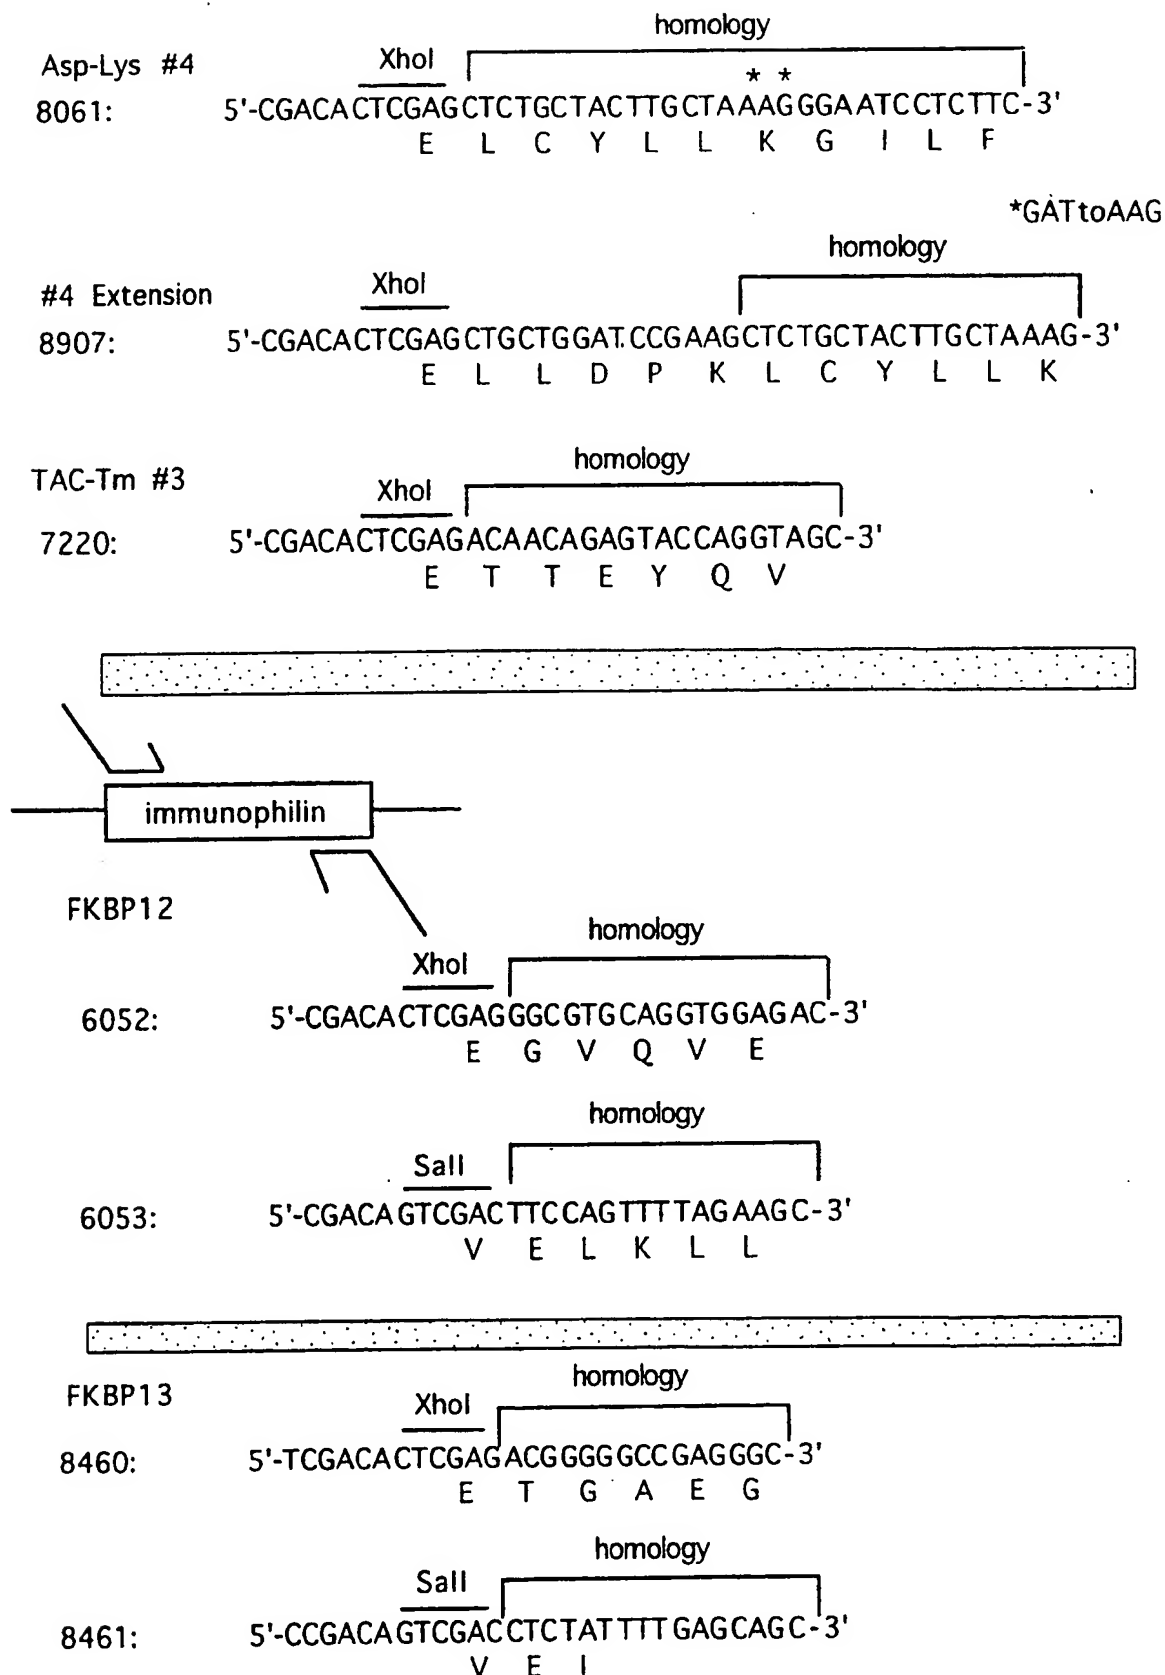 homology
Asp-Lys #4
XhoI
* *
8061: 5'-CGACACTCGAGCTCTGCTACTTGCTAAAGGGAATCCTCTTC-3'
E L C Y L L K G I L F
*GATtoAAG
homology
#4 Extension
XhoI
8907: 5'-CGACACTCGAGCTGCTGGATCCGAAGCTCTGCTACTTGCTAAAG-3'
E L L D P K L C Y L L K
homology
TAC-Tm #3
XhoI
7220: 5'-CGACACTCGAGACAACAGAGTACCAGGTAGC-3'
E T T E Y Q V
immunophilin
FKBP12
homology
XhoI
6052: 5'-CGACACTCGAGGGCGTGCAGGTGGAGAC-3'
E G V Q V E
homology
SalI
6053: 5'-CGACAGTCGACTTCCAGTTTTAGAAGC-3'
V E L K L L
homology
FKBP13
XhoI
8460: 5'-TCGACACTCGAGACGGGGGCCGAGGGC-3'
E T G A E G
homology
SalI
8461: 5'-CCGACAGTCGACCTCTATTTTGAGCAGC-3'
V E I